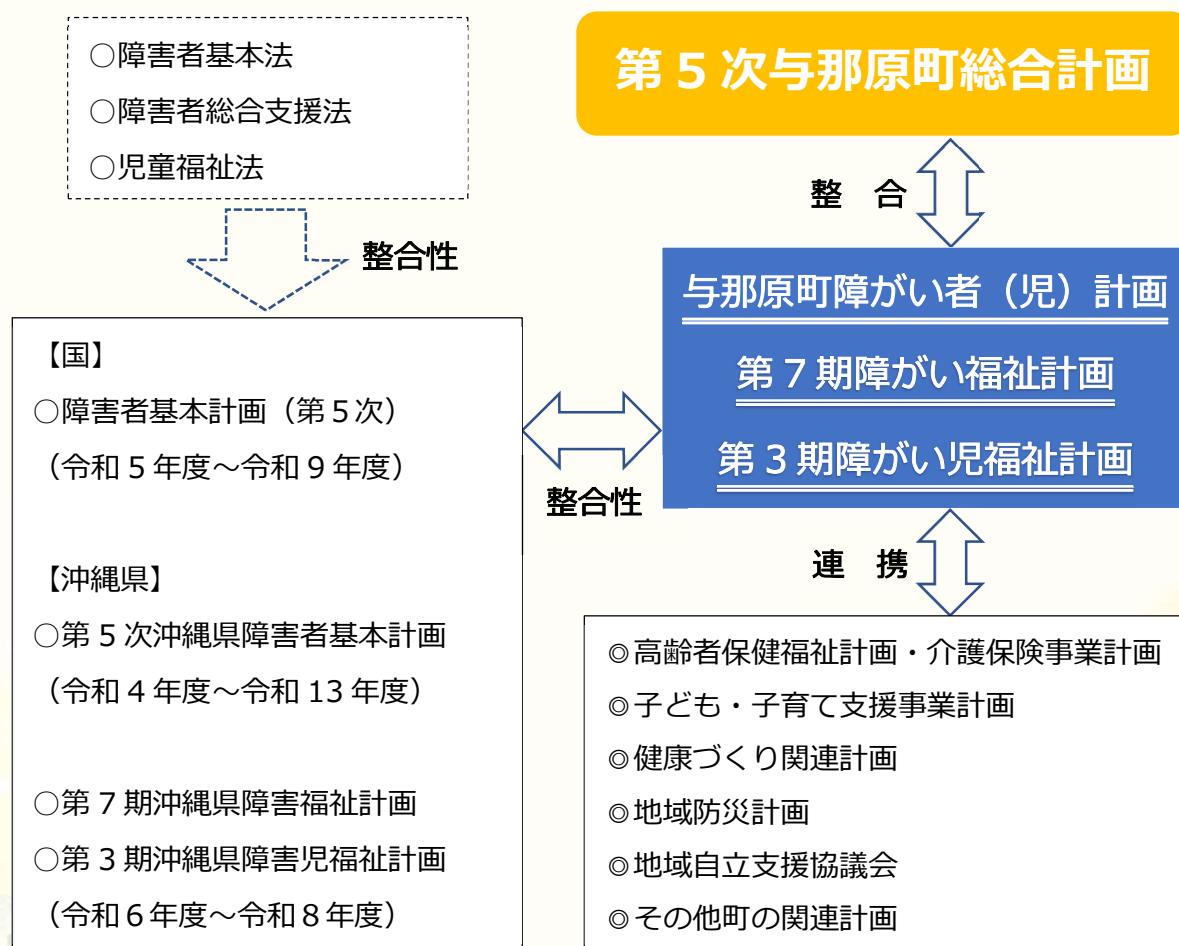 ○障害者基本法
○障害者総合支援法
○児童福祉法
整合性
【国】
○障害者基本計画（第５次）
（令和５年度～令和９年度）
【沖縄県】
○第５次沖縄県障害者基本計画
（令和４年度～令和 13 年度）
○第７期沖縄県障害福祉計画
○第３期沖縄県障害児福祉計画
（令和６年度～令和８年度）
整合性
第５次与那原町総合計画
整　合
与那原町障がい者（児）計画
第７期障がい福祉計画
第３期障がい児福祉計画
連　携
◎高齢者保健福祉計画・介護保険事業計画
◎子ども・子育て支援事業計画
◎健康づくり関連計画
◎地域防災計画
◎地域自立支援協議会
◎その他町の関連計画